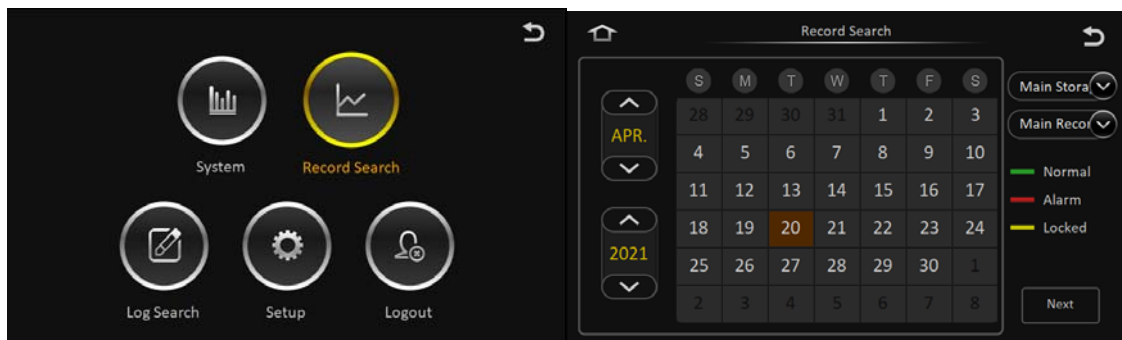 System
Record Search
Log Search
Setup
Logout
Record Search
APR.
2021
S M T W T F S
28 29 30 31 1 2 3
4 5 6 7 8 9 10
11 12 13 14 15 16 17
18 19 20 21 22 23 24
25 26 27 28 29 30 1
2 3 4 5 6 7 8
Main Stora
Main Recor
Normal
Alarm
Locked
Next